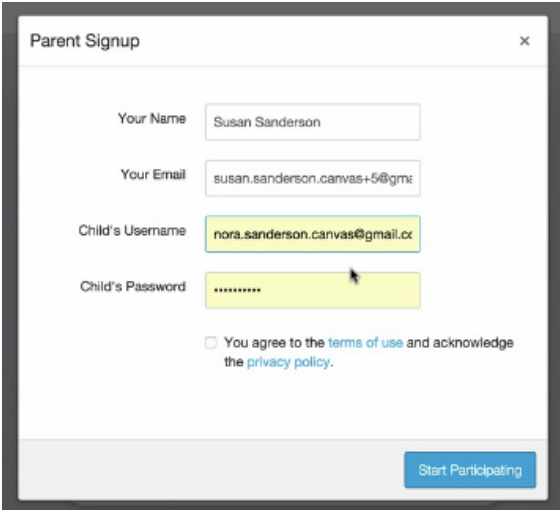 Parent Signup ×
Your Name Susan Sanderson
Your Email susan.sanderson.canvas+5@gma
Child's Username nora.sanderson.canvas@gmail.cc
Child's Password ••••••••••
You agree to the terms of use and acknowledge
the privacy policy.
Start Participating